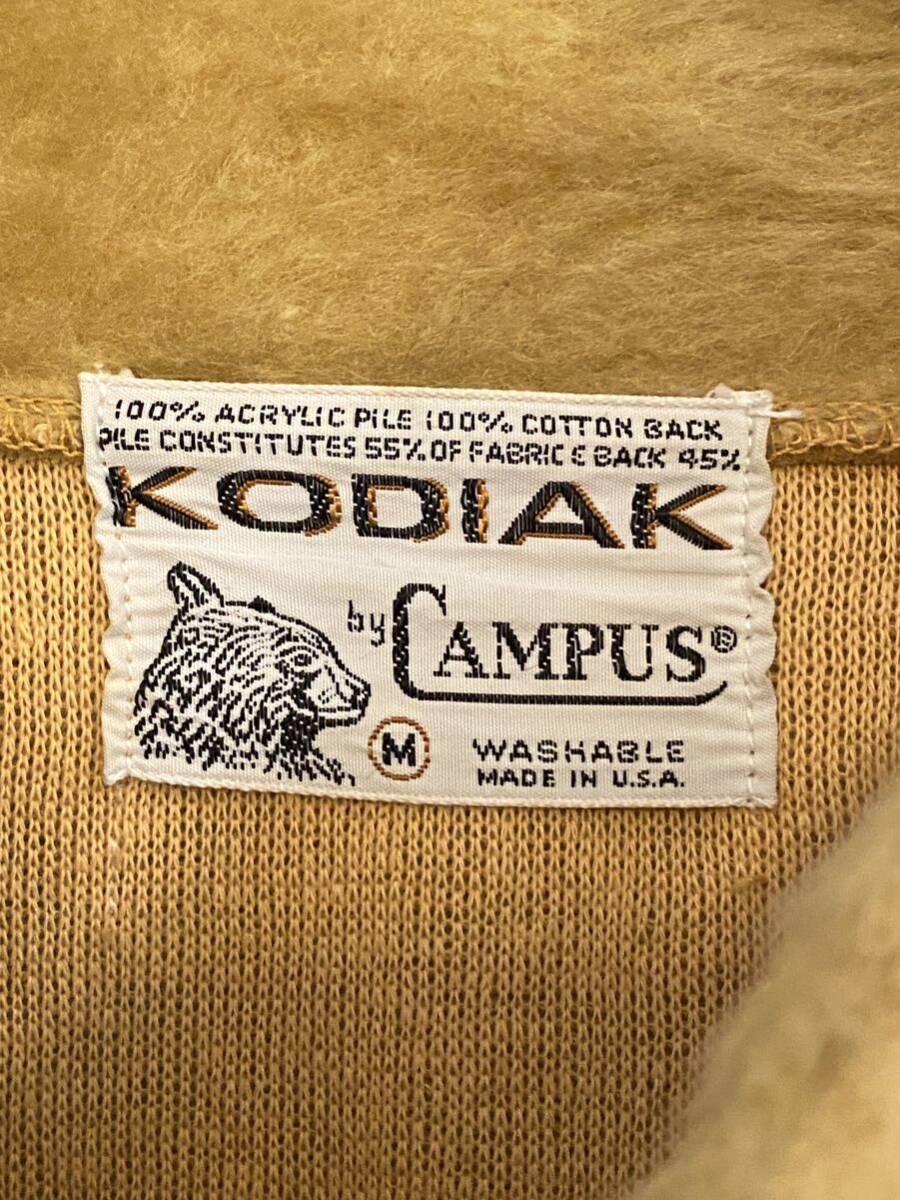 100% ACRYLIC PILE 100% COTTON BACK
PILE CONSTITUTES 55% OF FABRIC & BACK 45%
KODIAK
by CAMPUS®
M
WASHABLE
MADE IN U.S.A.